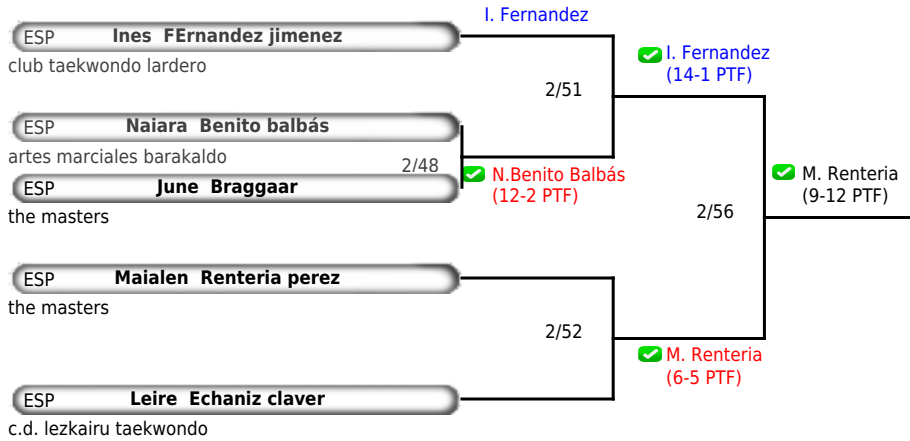 I. Fernandez
ESP Ines FErnandez jimenez
club taekwondo lardero
I. Fernandez
(14-1 PTF)
2/51
ESP Naiara Benito balbás
artes marciales barakaldo
2/48
N.Benito Balbás
(12-2 PTF)
ESP June Braggaar
the masters
M. Renteria
(9-12 PTF)
2/56
ESP Maialen Renteria perez
the masters
2/52
M. Renteria
(6-5 PTF)
ESP Leire Echaniz claver
c.d. lezkairu taekwondo